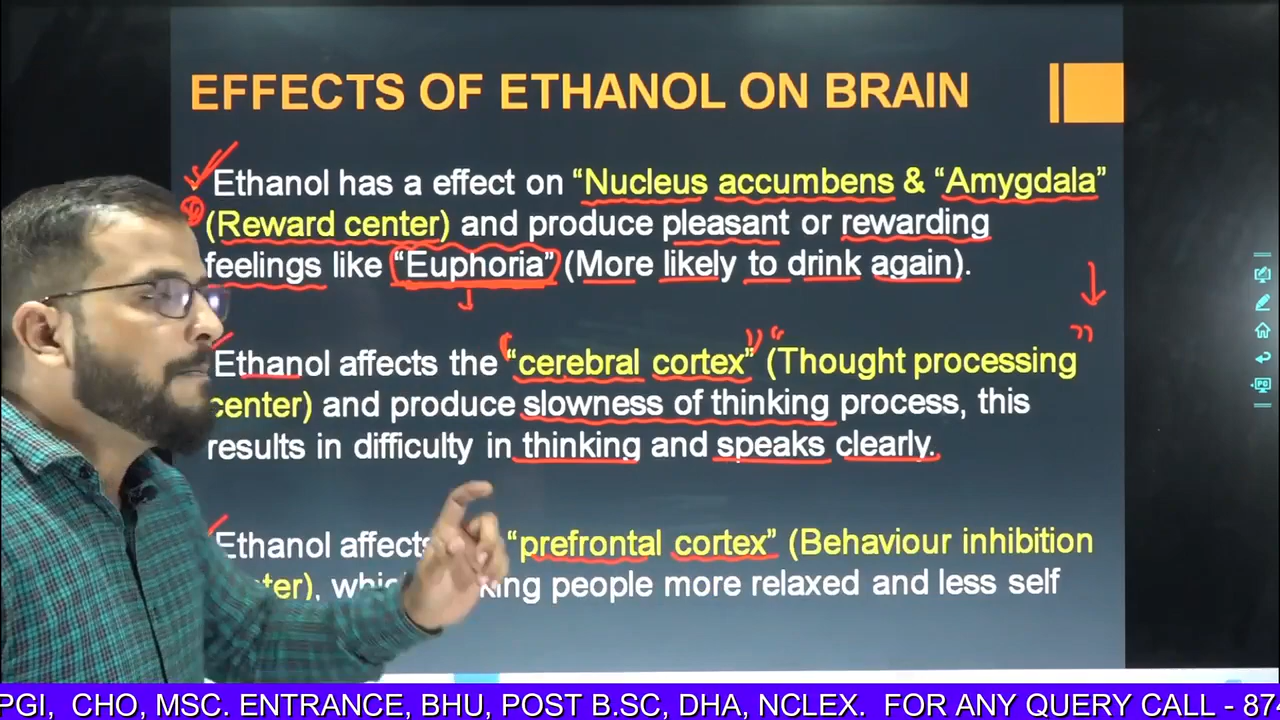 EFFECTS OF ETHANOL ON BRAIN
Ethanol has a effect on “Nucleus accumbens & “Amygdala”
(Reward center) and produce pleasant or rewarding
feelings like “Euphoria” (More likely to drink again).
Ethanol affects the “cerebral cortex” (Thought processing
center) and produce slowness of thinking process, this
results in difficulty in thinking and speaks clearly.
Ethanol affects “prefrontal cortex” (Behaviour inhibition
people more relaxed and less self
PGI, CHO, MSC. ENTRANCE, BHU, POST B.SC, DHA, NCLEX. FOR ANY QUERY CALL - 874